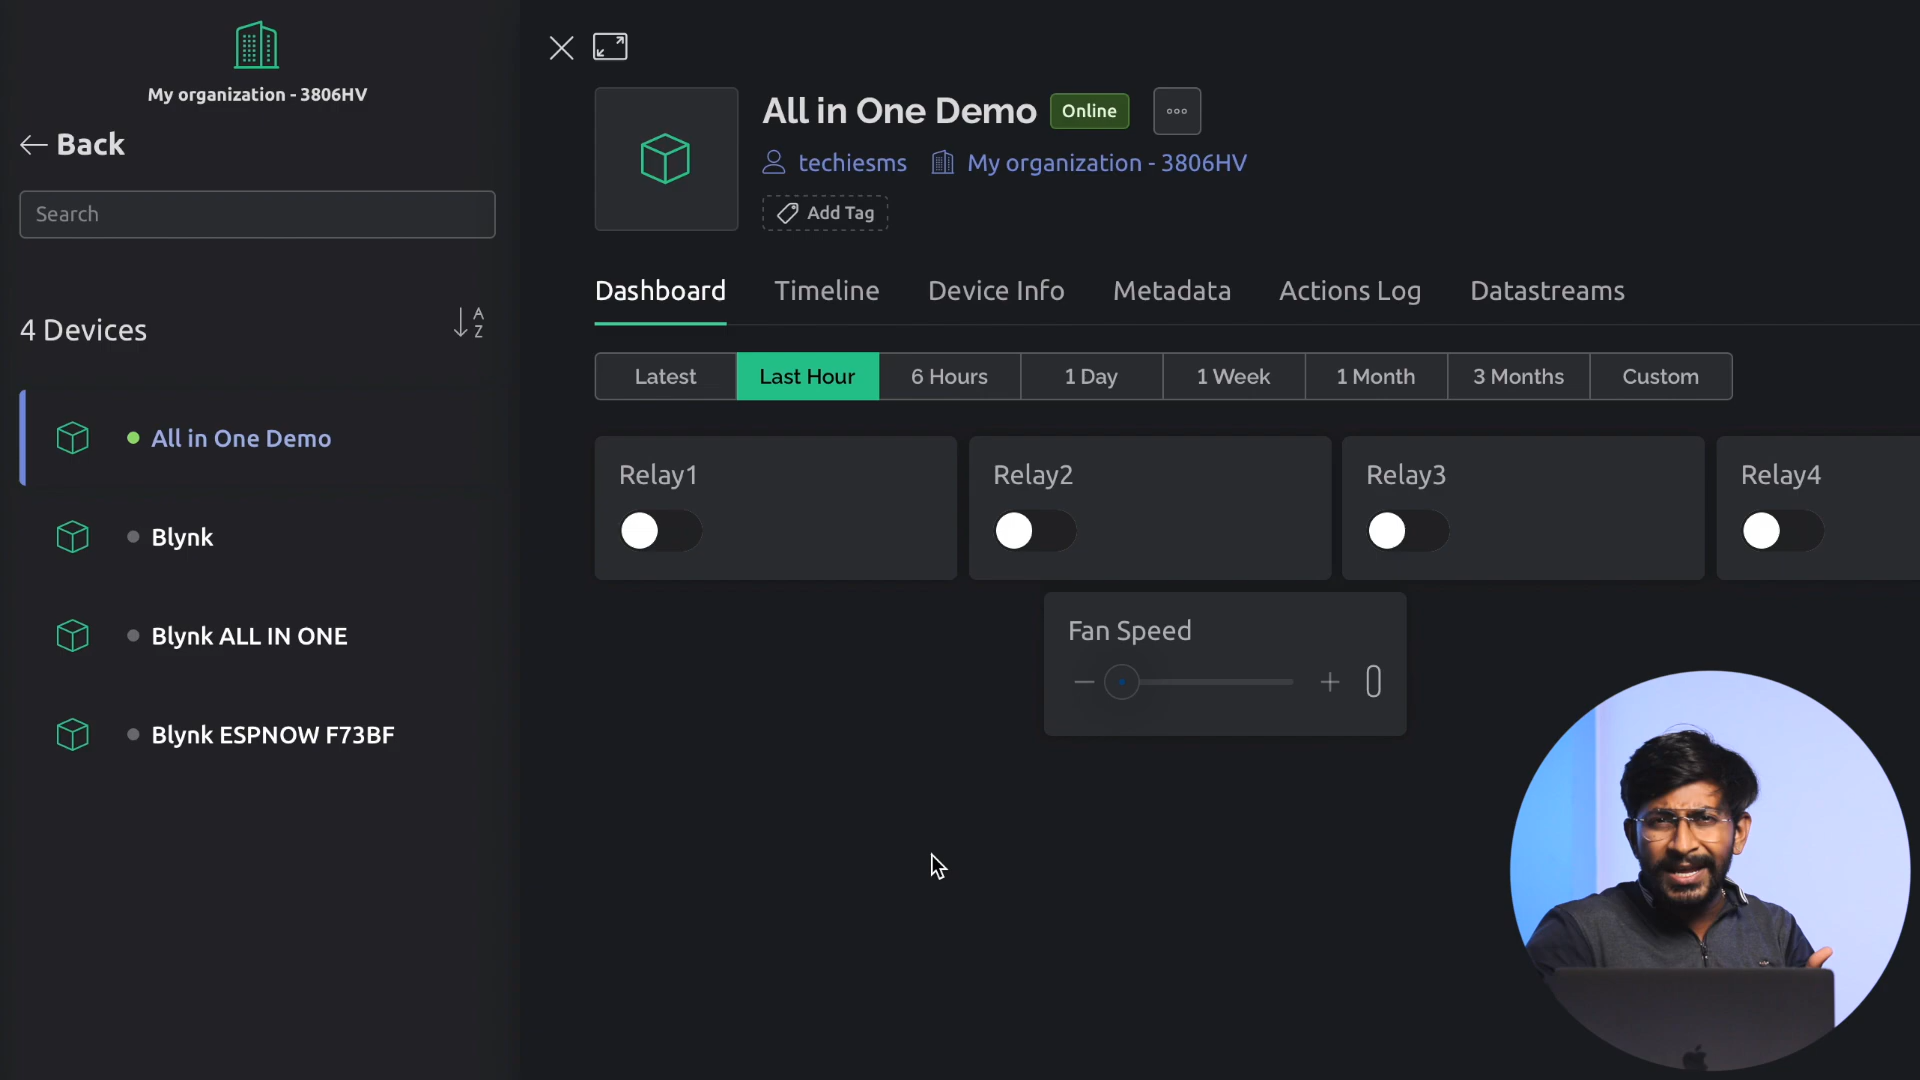 My organization - 3806HV
Back
Search
4 Devices
A
Z
All in One Demo
Blynk
Blynk ALL IN ONE
Blynk ESPNOW F73BF
All in One Demo Online
techiesms My organization - 3806HV
Add Tag
Dashboard Timeline Device Info Metadata Actions Log Datastreams
Latest Last Hour 6 Hours 1 Day 1 Week 1 Month 3 Months Custom
Relay1 Relay2 Relay3 Relay4
Fan Speed
0